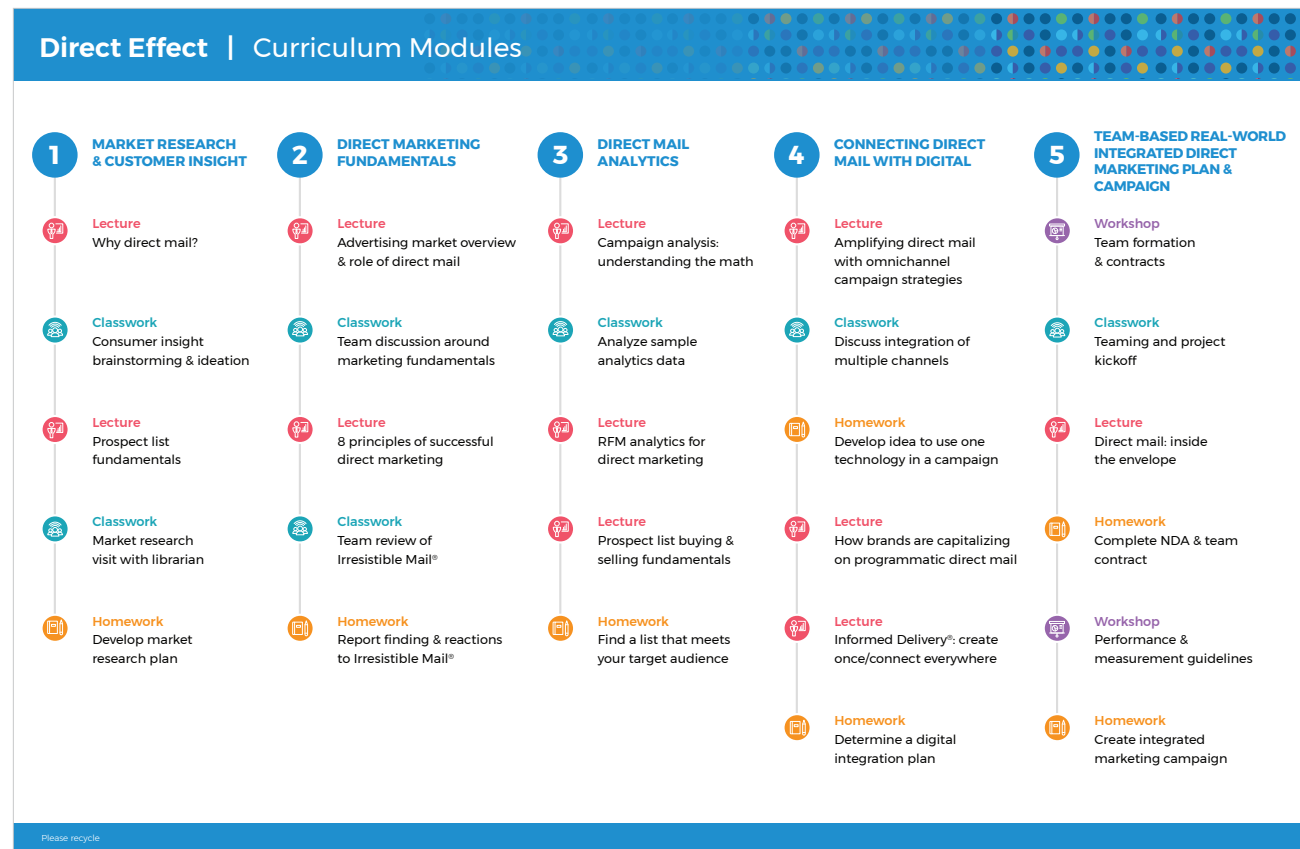 Direct Effect | Curriculum Modules
1
MARKET RESEARCH
& CUSTOMER INSIGHT
Lecture
Why direct mail?
Classwork
Consumer insight
brainstorming & ideation
Lecture
Prospect list
fundamentals
Classwork
Market research
visit with librarian
Homework
Develop market
research plan
2
DIRECT MARKETING
FUNDAMENTALS
Lecture
Advertising market overview
& role of direct mail
Classwork
Team discussion around
marketing fundamentals
Lecture
8 principles of successful
direct marketing
Classwork
Team review of
Irresistible Mail®
Homework
Report finding & reactions
to Irresistible Mail®
3
DIRECT MAIL
ANALYTICS
Lecture
Campaign analysis:
understanding the math
Classwork
Analyze sample
analytics data
Lecture
RFM analytics for
direct marketing
Lecture
Prospect list buying &
selling fundamentals
Homework
Find a list that meets
your target audience
4
CONNECTING DIRECT
MAIL WITH DIGITAL
Lecture
Amplifying direct mail
with omnichannel
campaign strategies
Classwork
Discuss integration of
multiple channels
Homework
Develop idea to use one
technology in a campaign
Lecture
How brands are capitalizing
on programmatic direct mail
Lecture
Informed Delivery®: create
once/connect everywhere
Homework
Determine a digital
integration plan
5
TEAM-BASED REAL-WORLD
INTEGRATED DIRECT
MARKETING PLAN &
CAMPAIGN
Workshop
Team formation
& contracts
Classwork
Teaming and project
kickoff
Lecture
Direct mail: inside
the envelope
Homework
Complete NDA & team
contract
Workshop
Performance &
measurement guidelines
Homework
Create integrated
marketing campaign
Please recycle